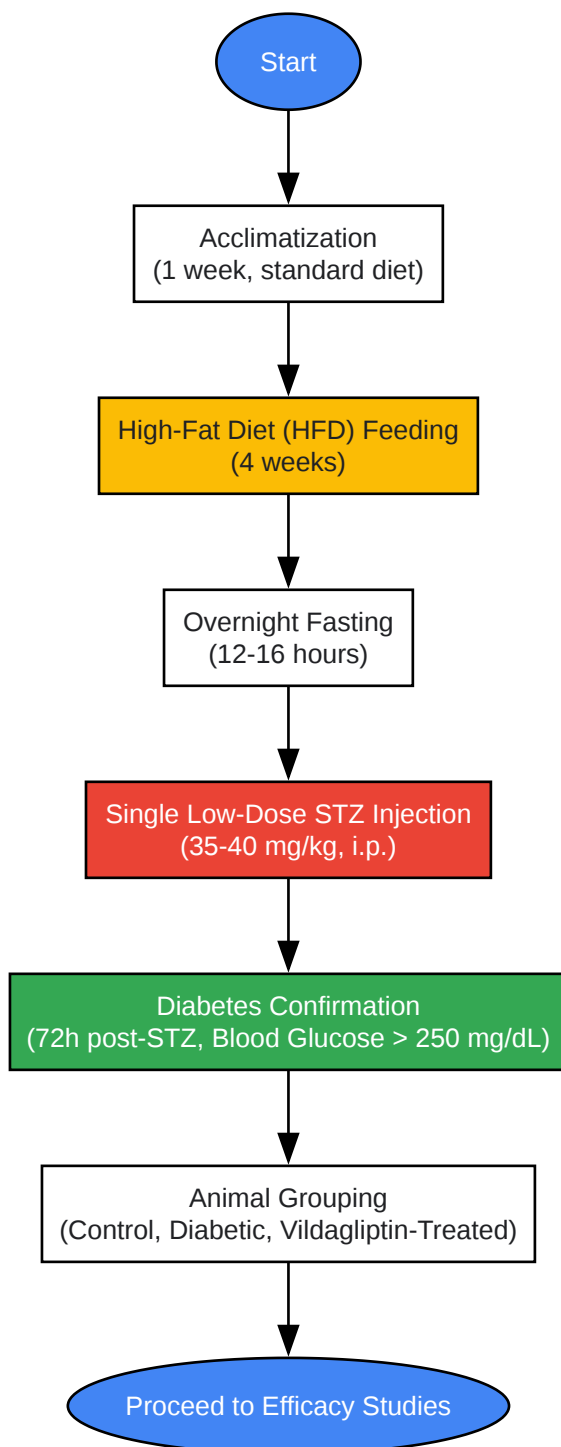 Start
Acclimatization
(1 week, standard diet)
High-Fat Diet (HFD) Feeding
(4 weeks)
Overnight Fasting
(12-16 hours)
Single Low-Dose STZ Injection
(35-40 mg/kg, i.p.)
Diabetes Confirmation
(72h post-STZ, Blood Glucose > 250 mg/dL)
Animal Grouping
(Control, Diabetic, Vildagliptin-Treated)
Proceed to Efficacy Studies